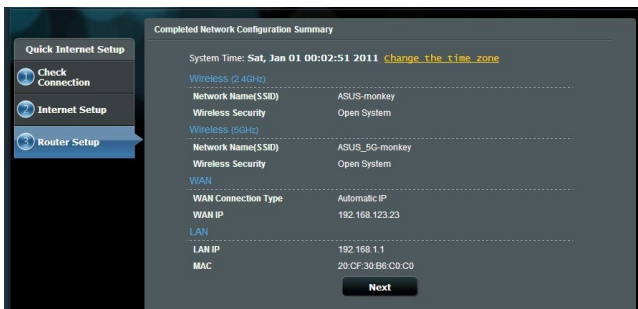 Completed Network Configuration Summary
Quick Internet Setup
1 Check Connection
2 Internet Setup
3 Router Setup
System Time: Sat, Jan 01 00:02:51 2011 Change the time zone
Wireless (2.4GHz)
Network Name(SSID) ASUS-monkey
Wireless Security Open System
Wireless (5GHz)
Network Name(SSID) ASUS_5G-monkey
Wireless Security Open System
WAN
WAN Connection Type Automatic IP
WAN IP 192.168.123.23
LAN
LAN IP 192.168.1.1
MAC 20:CF:30:B6:C0:C0
Next